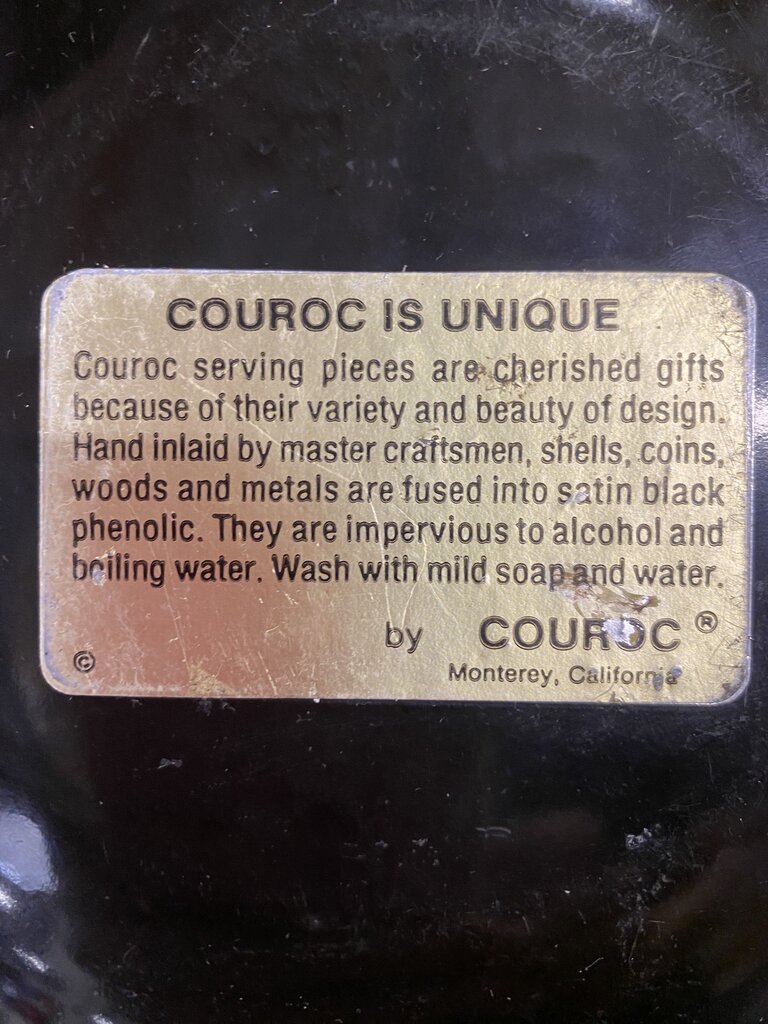 COUROC IS UNIQUE
Couroc serving pieces are cherished gifts
because of their variety and beauty of design.
Hand inlaid by master craftsmen, shells, coins,
woods and metals are fused into satin black
phenolic. They are impervious to alcohol and
boiling water. Wash with mild soap and water.
by COUROC ®
© Monterey, California